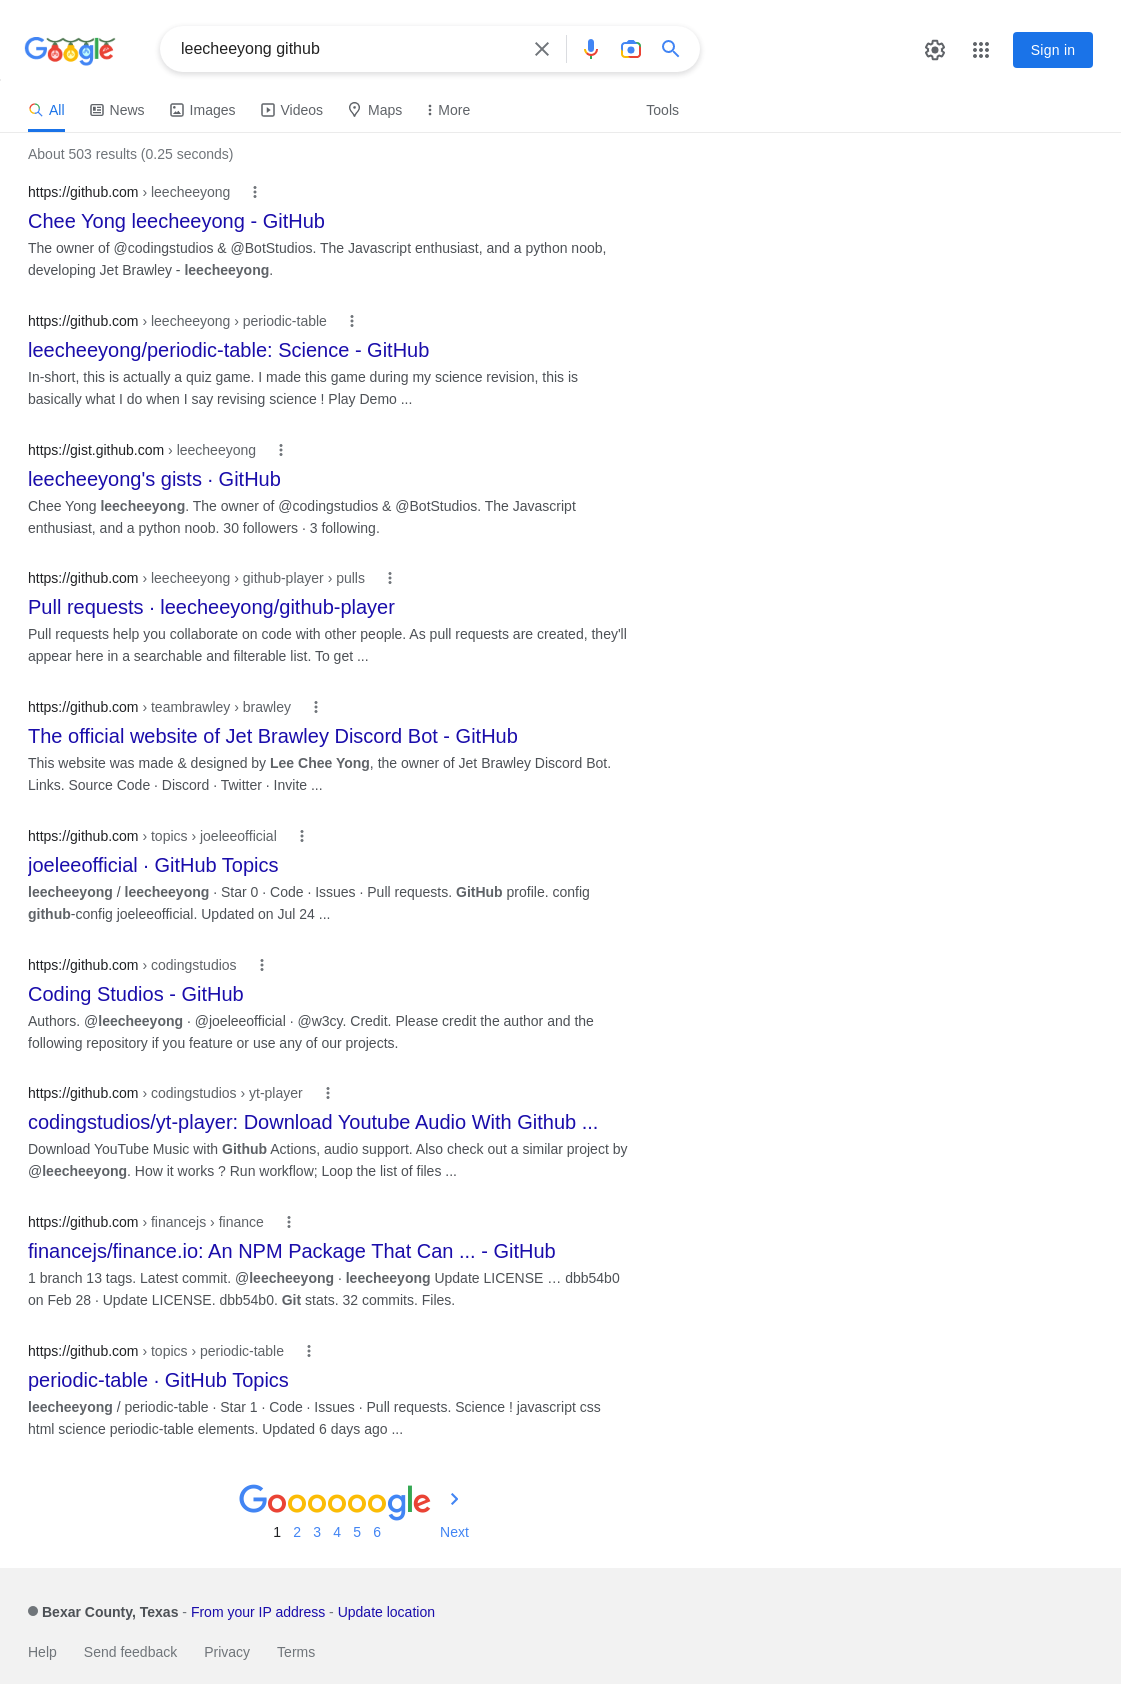 Google
leecheeyong github
Sign in
All News Images Videos Maps More Tools
About 503 results (0.25 seconds)
https://github.com › leecheeyong
Chee Yong leecheeyong - GitHub
The owner of @codingstudios & @BotStudios. The Javascript enthusiast, and a python noob,
developing Jet Brawley - leecheeyong.
https://github.com › leecheeyong › periodic-table
leecheeyong/periodic-table: Science - GitHub
In-short, this is actually a quiz game. I made this game during my science revision, this is
basically what I do when I say revising science ! Play Demo ...
https://gist.github.com › leecheeyong
leecheeyong's gists · GitHub
Chee Yong leecheeyong. The owner of @codingstudios & @BotStudios. The Javascript
enthusiast, and a python noob. 30 followers · 3 following.
https://github.com › leecheeyong › github-player › pulls
Pull requests · leecheeyong/github-player
Pull requests help you collaborate on code with other people. As pull requests are created, they'll
appear here in a searchable and filterable list. To get ...
https://github.com › teambrawley › brawley
The official website of Jet Brawley Discord Bot - GitHub
This website was made & designed by Lee Chee Yong, the owner of Jet Brawley Discord Bot.
Links. Source Code · Discord · Twitter · Invite ...
https://github.com › topics › joeleeofficial
joeleeofficial · GitHub Topics
leecheeyong / leecheeyong · Star 0 · Code · Issues · Pull requests. GitHub profile. config
github-config joeleeofficial. Updated on Jul 24 ...
https://github.com › codingstudios
Coding Studios - GitHub
Authors. @leecheeyong · @joeleeofficial · @w3cy. Credit. Please credit the author and the
following repository if you feature or use any of our projects.
https://github.com › codingstudios › yt-player
codingstudios/yt-player: Download Youtube Audio With Github ...
Download YouTube Music with Github Actions, audio support. Also check out a similar project by
@leecheeyong. How it works ? Run workflow; Loop the list of files ...
https://github.com › financejs › finance
financejs/finance.io: An NPM Package That Can ... - GitHub
1 branch 13 tags. Latest commit. @leecheeyong · leecheeyong Update LICENSE … dbb54b0
on Feb 28 · Update LICENSE. dbb54b0. Git stats. 32 commits. Files.
https://github.com › topics › periodic-table
periodic-table · GitHub Topics
leecheeyong / periodic-table · Star 1 · Code · Issues · Pull requests. Science ! javascript css
html science periodic-table elements. Updated 6 days ago ...
Goooooogle
1 2 3 4 5 6 Next
Bexar County, Texas - From your IP address - Update location
Help Send feedback Privacy Terms